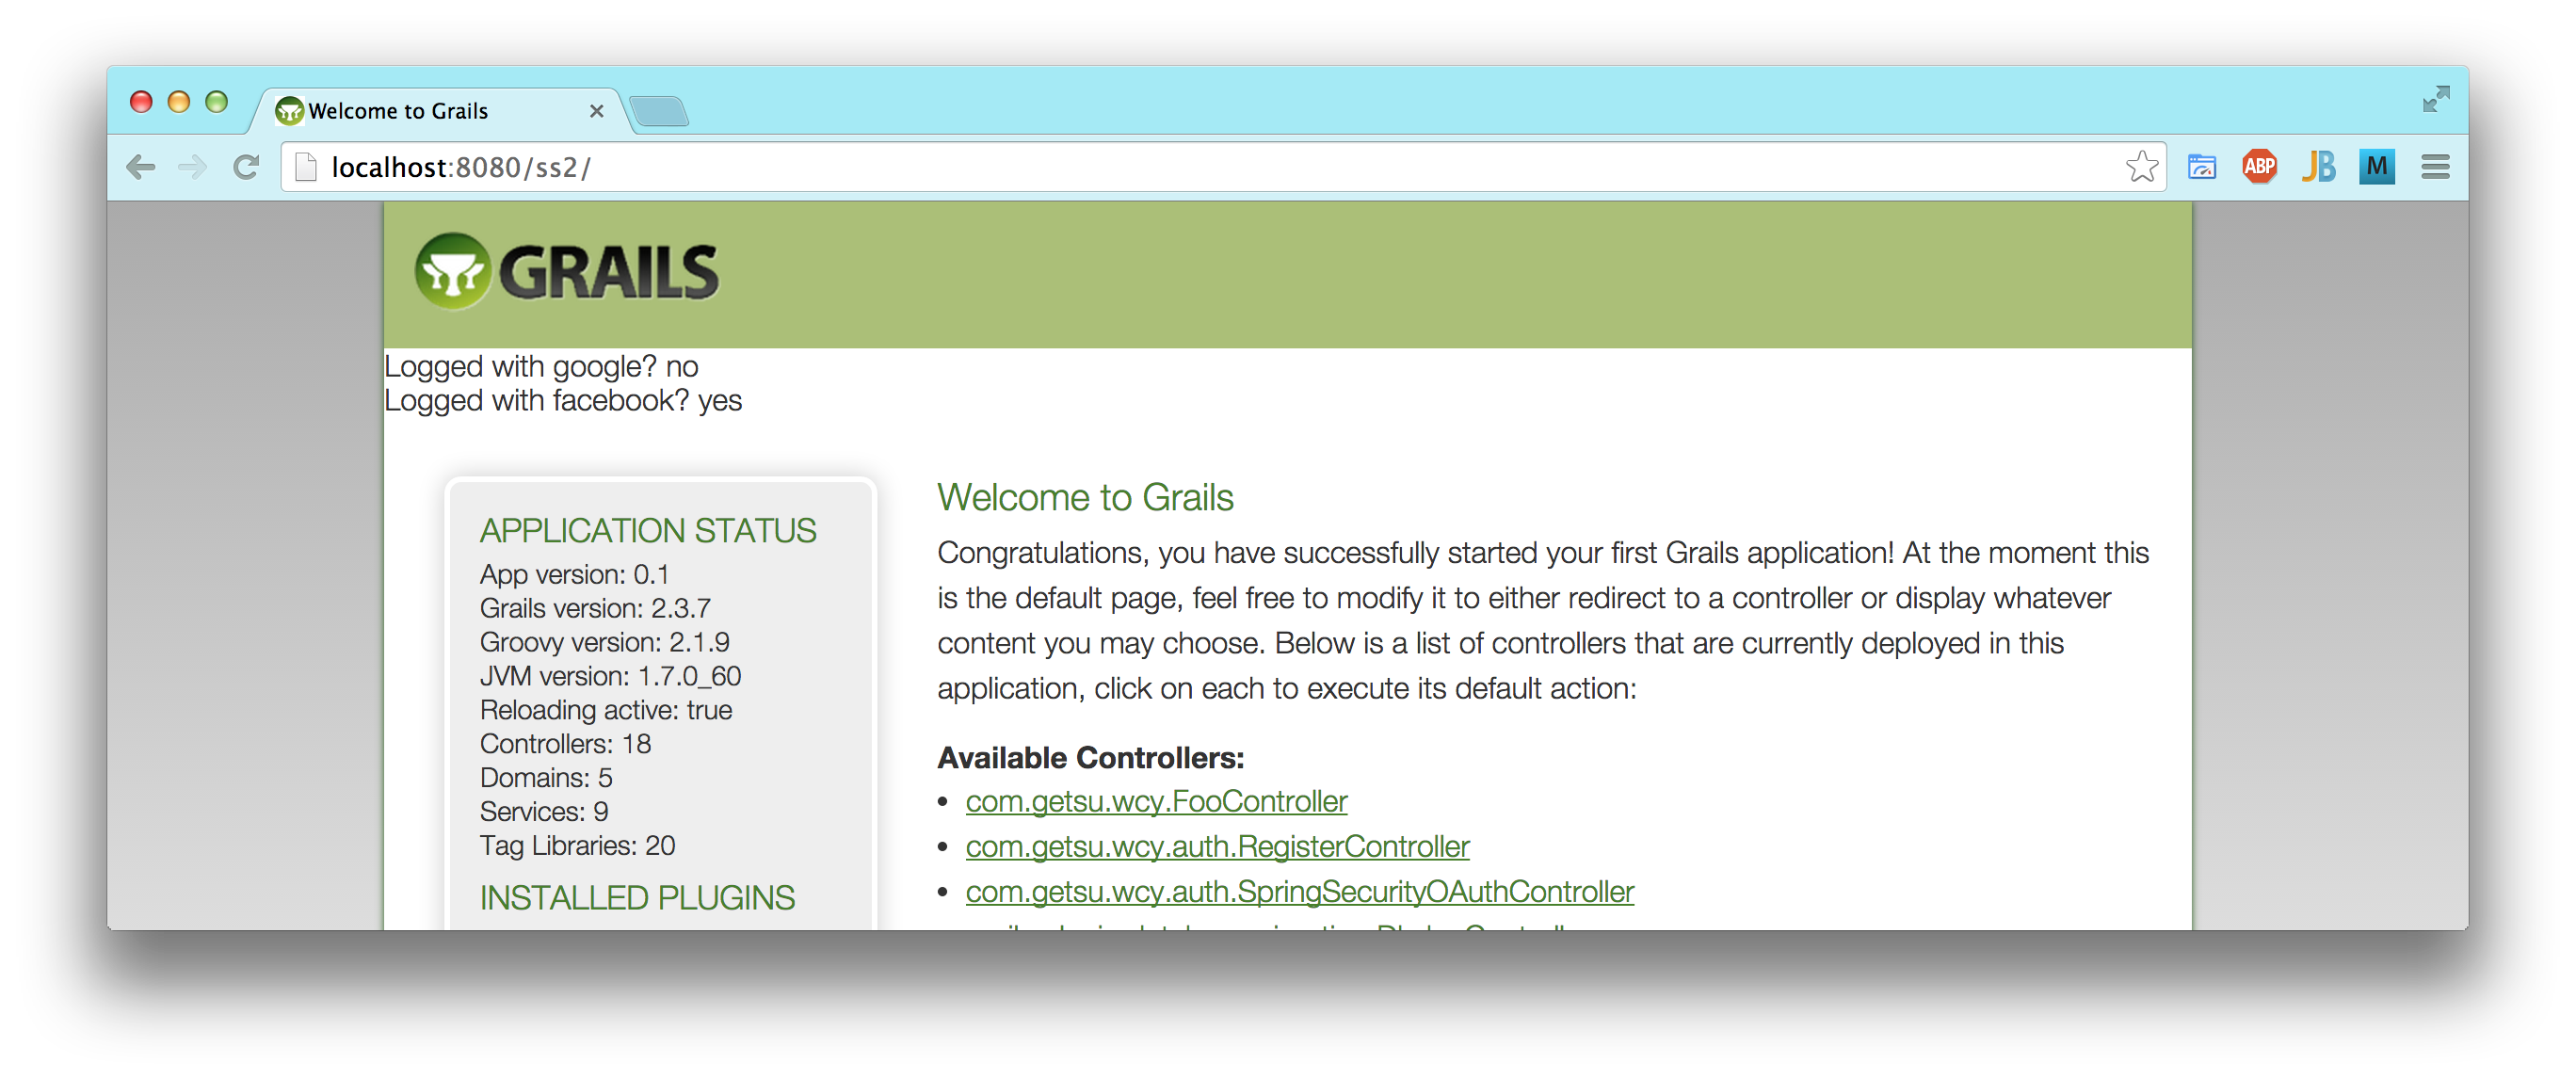 Welcome to Grails
localhost:8080/ss2/
ABP
JB
M
GRAILS
Logged with google? no
Logged with facebook? yes
APPLICATION STATUS
App version: 0.1
Grails version: 2.3.7
Groovy version: 2.1.9
JVM version: 1.7.0_60
Reloading active: true
Controllers: 18
Domains: 5
Services: 9
Tag Libraries: 20
INSTALLED PLUGINS
Welcome to Grails
Congratulations, you have successfully started your first Grails application! At the moment this
is the default page, feel free to modify it to either redirect to a controller or display whatever
content you may choose. Below is a list of controllers that are currently deployed in this
application, click on each to execute its default action:
Available Controllers:
• com.getsu.wcy.FooController
• com.getsu.wcy.auth.RegisterController
• com.getsu.wcy.auth.SpringSecurityOAuthController